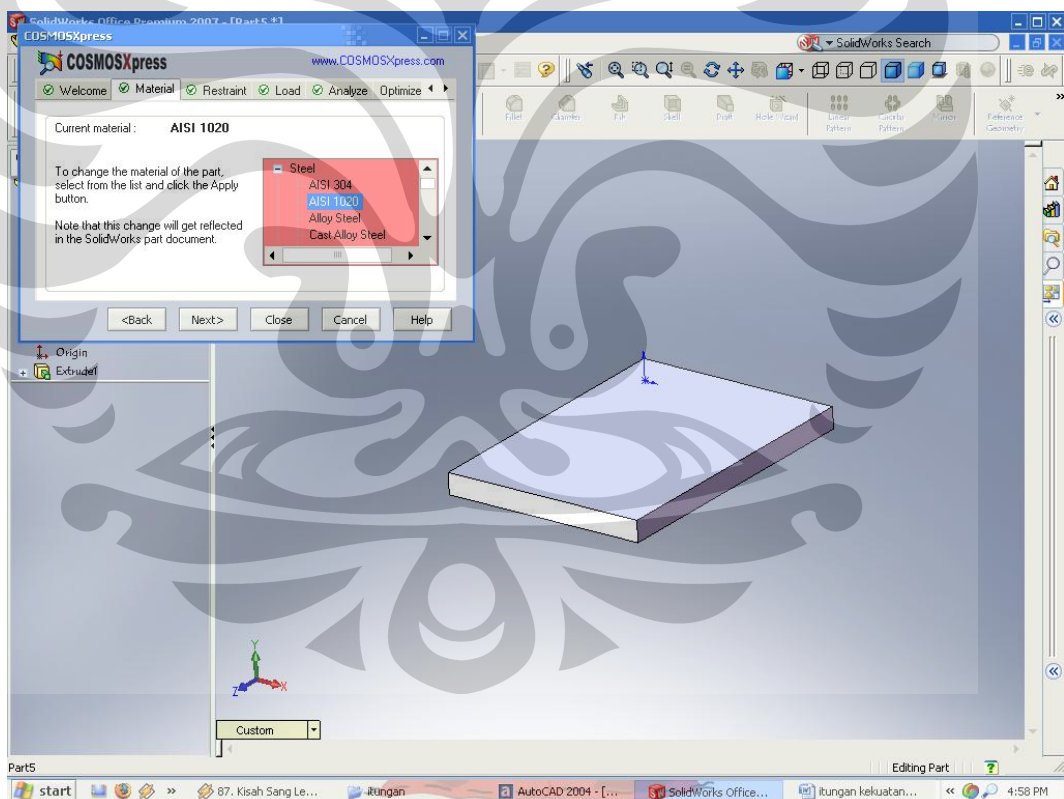 SolidWorks Office Premium 2007 - [Part5 *]
COSMOSXpress
SolidWorks Search
COSMOSXpress
www.COSMOSXpress.com
Welcome Material Restraint Load Analyze Optimize
Fillet Chamfer Rib Shell Draft Hole Wizard Linear Pattern Circular Pattern Mirror Reference Geometry
Current material : AISI 1020
To change the material of the part,
select from the list and click the Apply
button.
Note that this change will get reflected
in the SolidWorks part document.
Steel
AISI 304
AISI 1020
Alloy Steel
Cast Alloy Steel
<Back Next> Close Cancel Help
Origin
Extrude1
Y
Z X
Custom
Part5 Editing Part
start 87. Kisah Sang Le... itungan AutoCAD 2004 - [... SolidWorks Office... itungan kekuatan... 4:58 PM